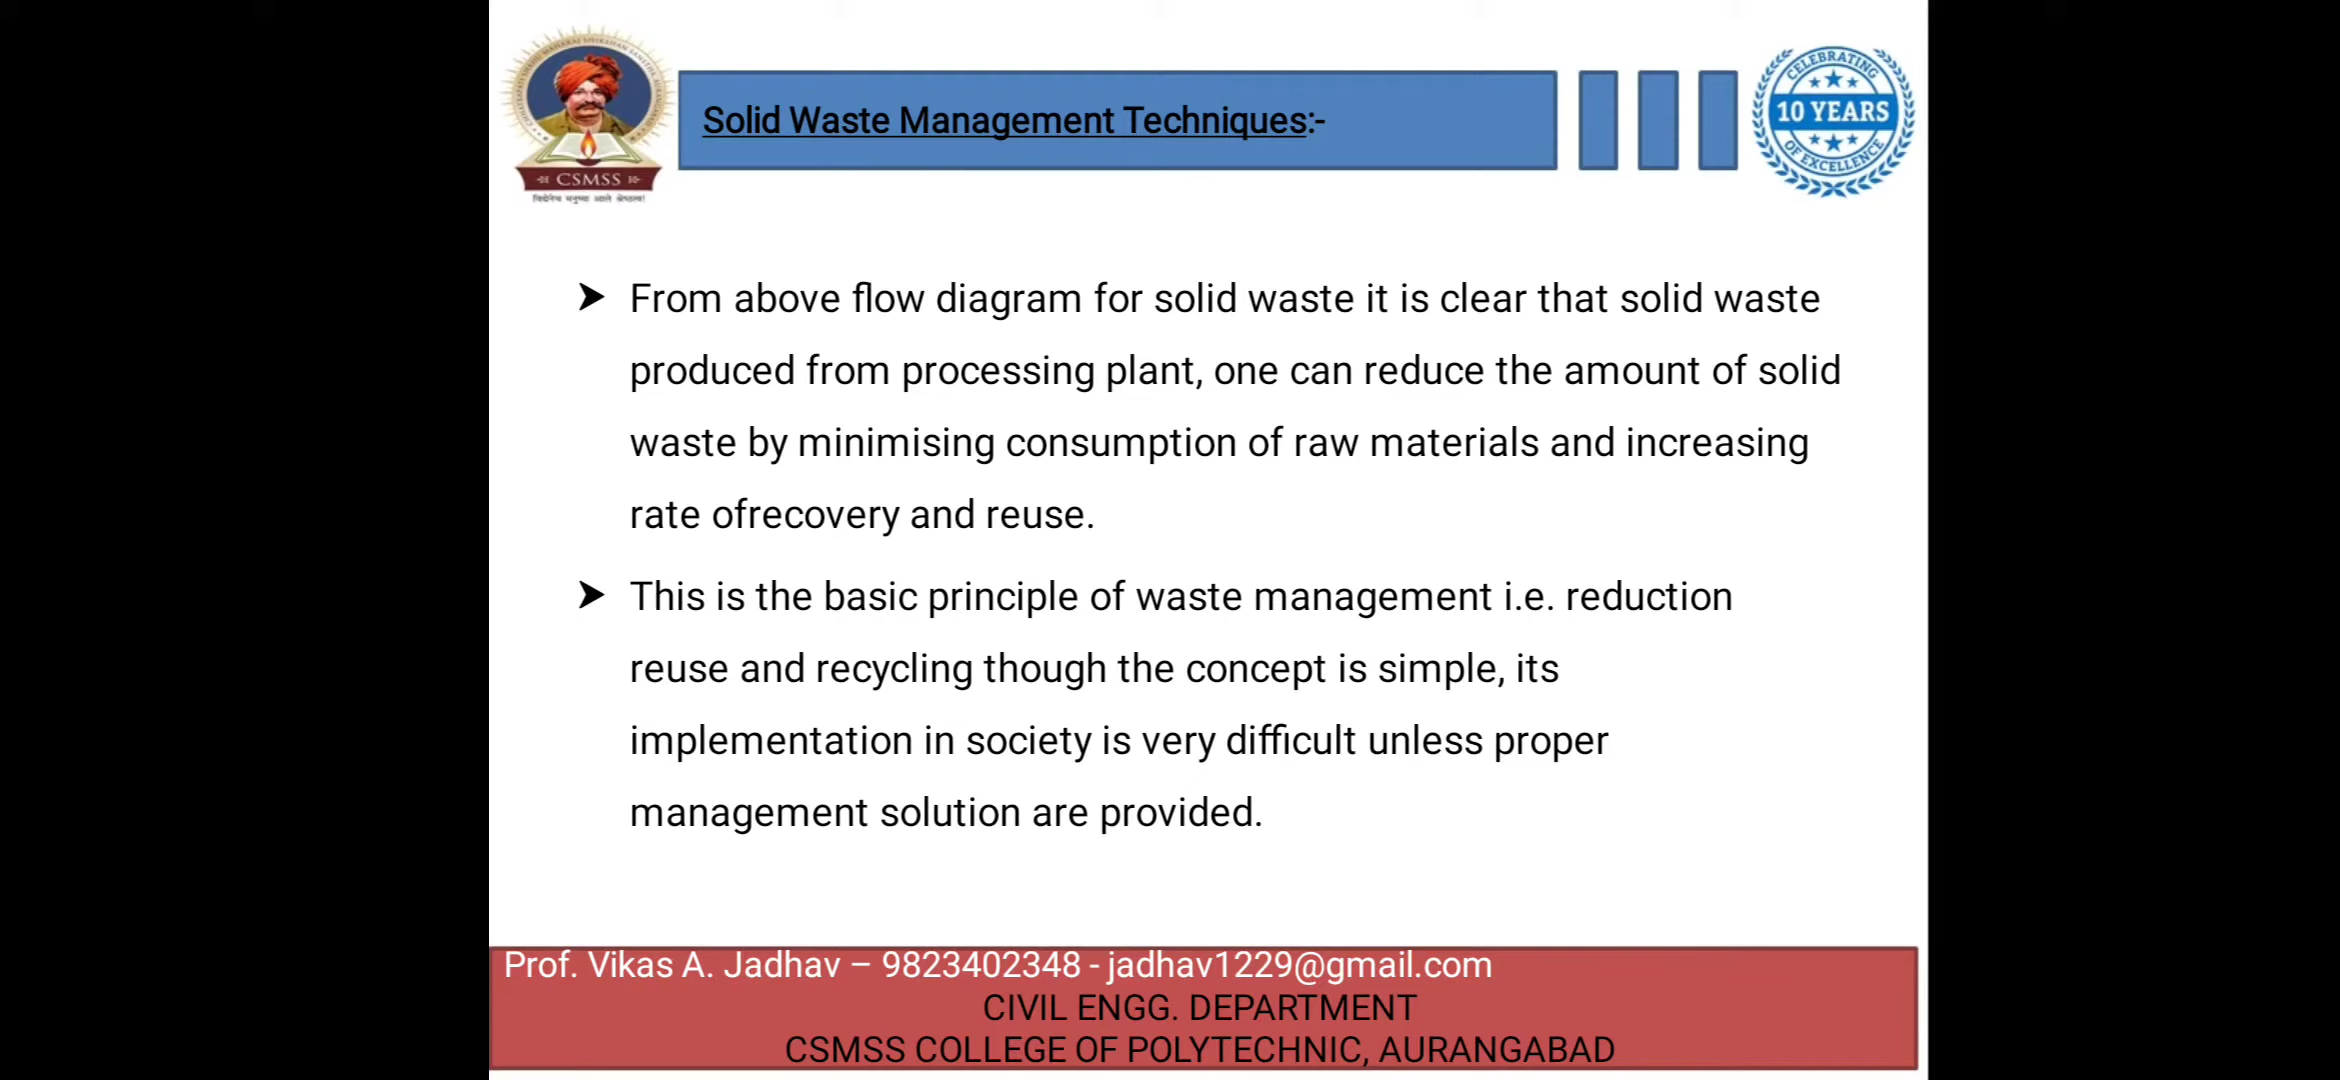 Solid Waste Management Techniques:-
CSMSS
CELEBRATING
10 YEARS
OF EXCELLENCE
➤ From above flow diagram for solid waste it is clear that solid waste
produced from processing plant, one can reduce the amount of solid
waste by minimising consumption of raw materials and increasing
rate ofrecovery and reuse.
➤ This is the basic principle of waste management i.e. reduction
reuse and recycling though the concept is simple, its
implementation in society is very difficult unless proper
management solution are provided.
Prof. Vikas A. Jadhav – 9823402348 - jadhav1229@gmail.com
CIVIL ENGG. DEPARTMENT
CSMSS COLLEGE OF POLYTECHNIC, AURANGABAD